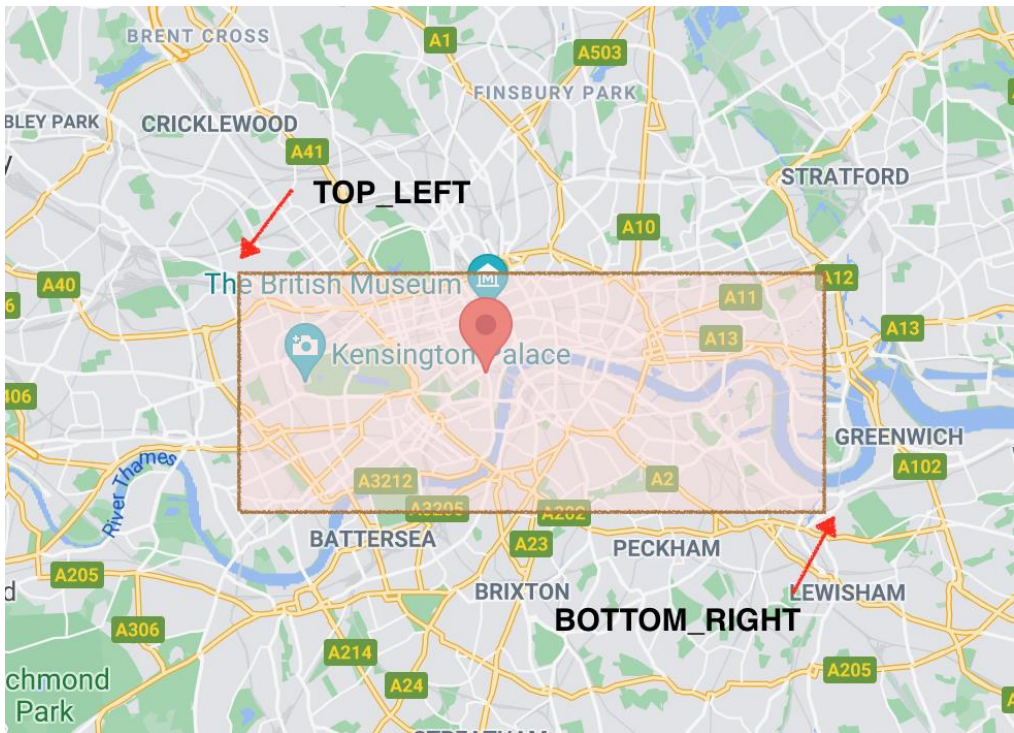 BRENT CROSS
A1
A503
FINSBURY PARK
BLEY PARK
CRICKLEWOOD
A41
STRATFORD
TOP_LEFT
A10
A40
The British Museum
M
A12
A11
A13
A13
Kensington Palace
406
GREENWICH
River Thames
A102
A3212
A2
A3205
A202
BATTERSEA
A23
PECKHAM
A205
BRIXTON
LEWISHAM
BOTTOM_RIGHT
A306
A214
A205
A24
chmond
Park